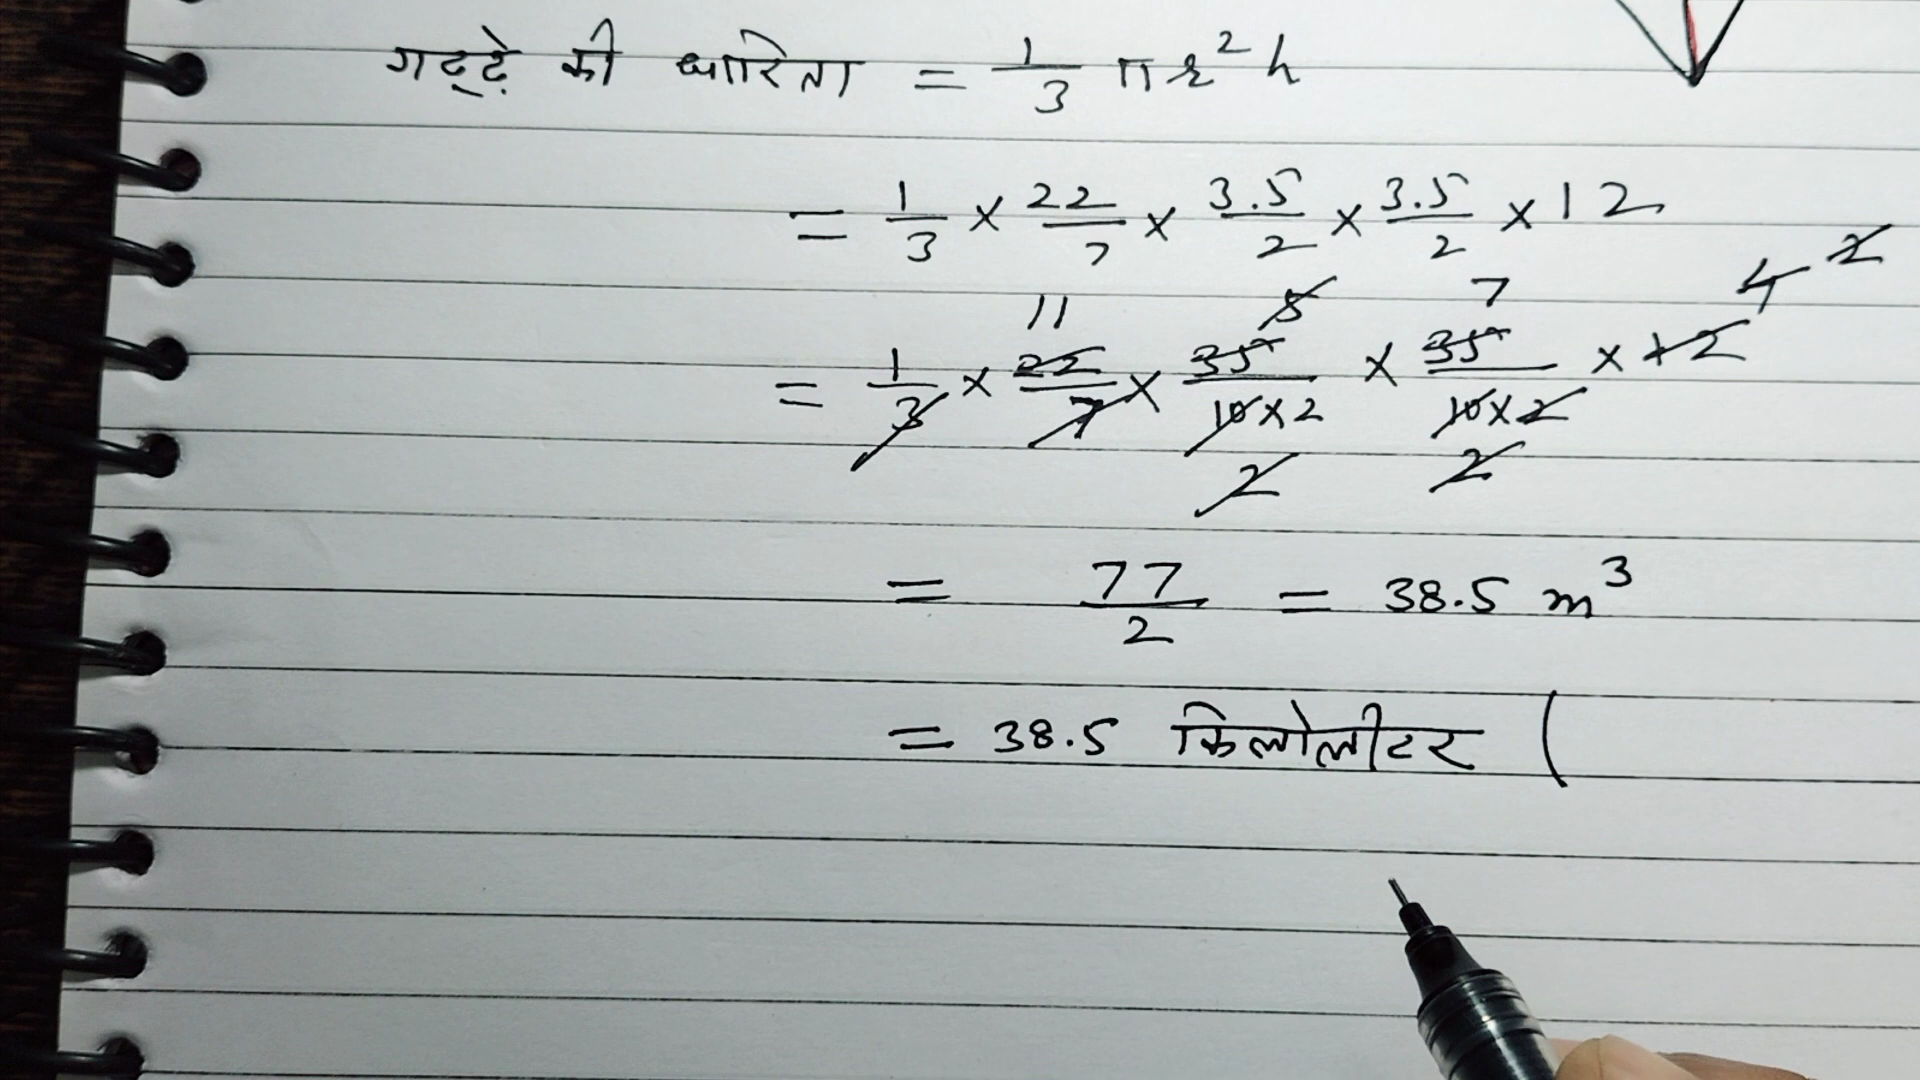 गट्ढे की धारिता = 1/3 π r² h
= 1/3 × 22/7 × 3.5/2 × 3.5/2 × 12
11 5 7 4 2
= 1/3 × 22/7 × 35/10×2 × 35/10×2 × 12
2 2
= 77/2 = 38.5 m³
= 38.5 किलोलीटर (